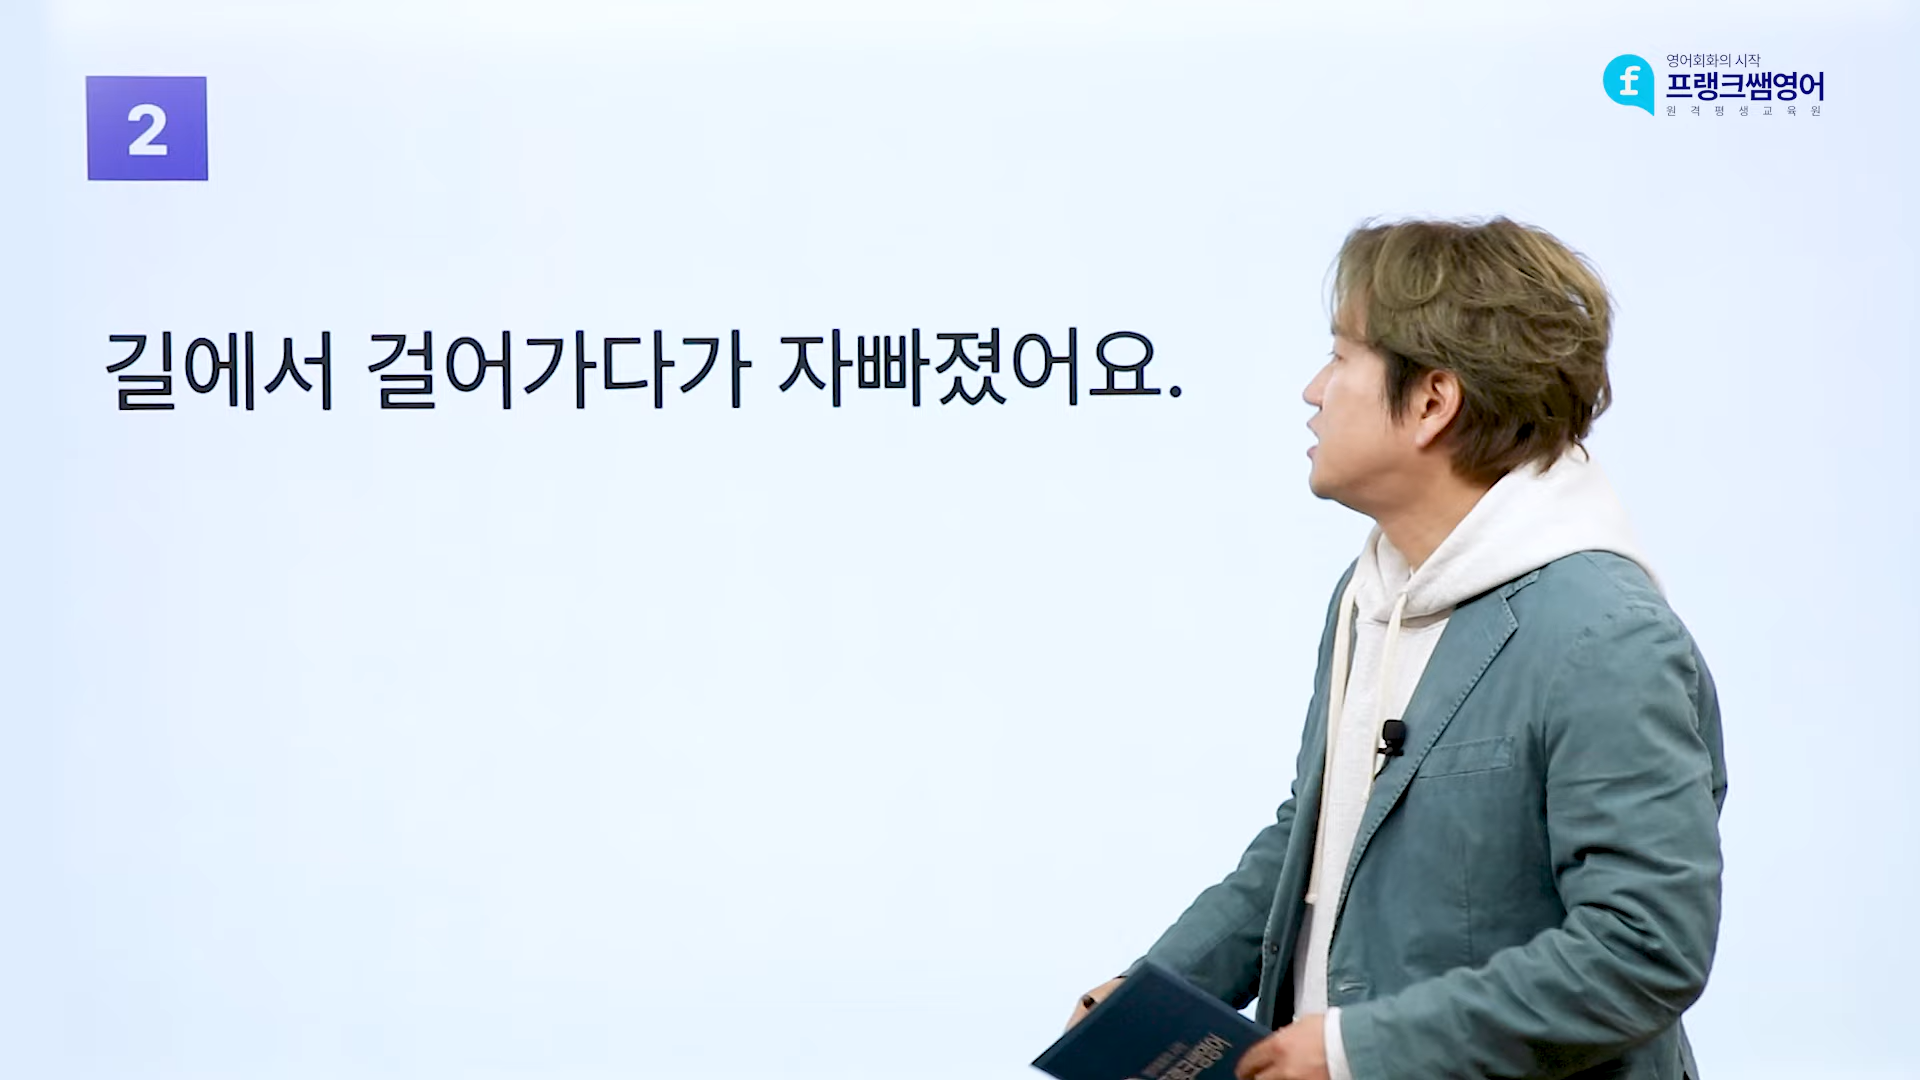 2
영어회화의 시작
프랭크쌤영어
원격평생교육원
길에서 걸어가다가 자빠졌어요.